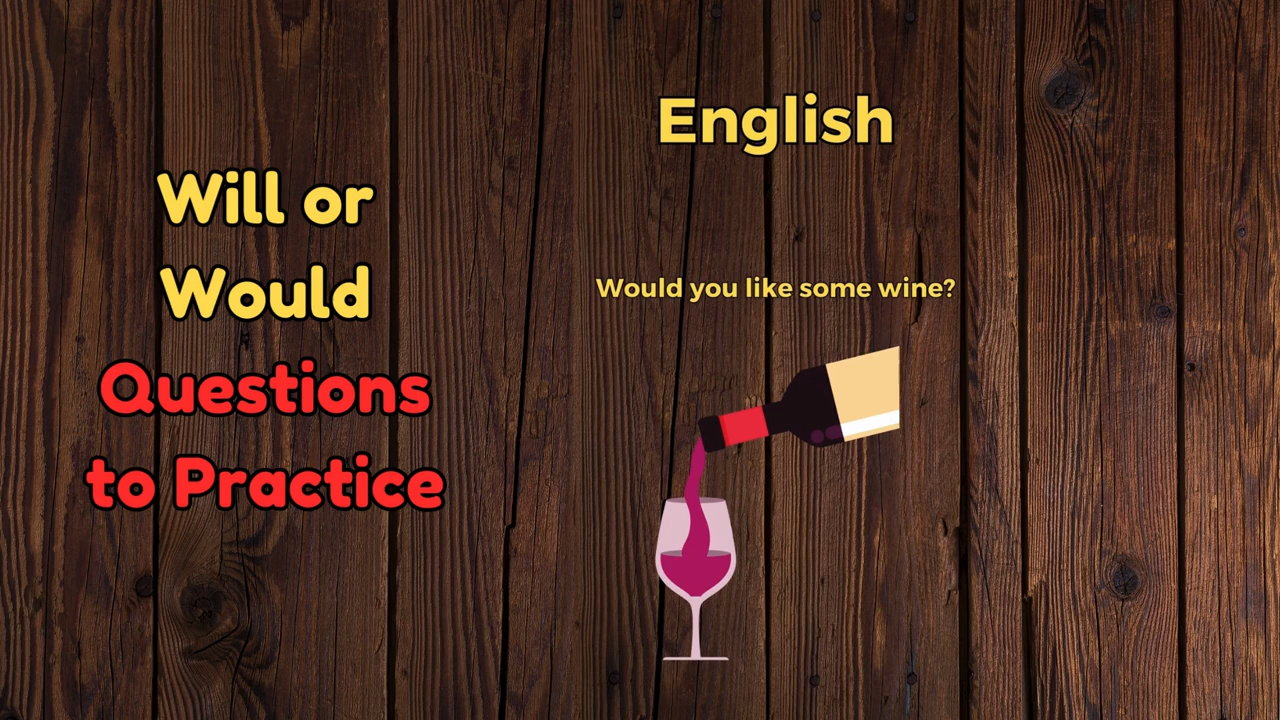 Will or
Would
Questions
to Practice
English
Would you like some wine?